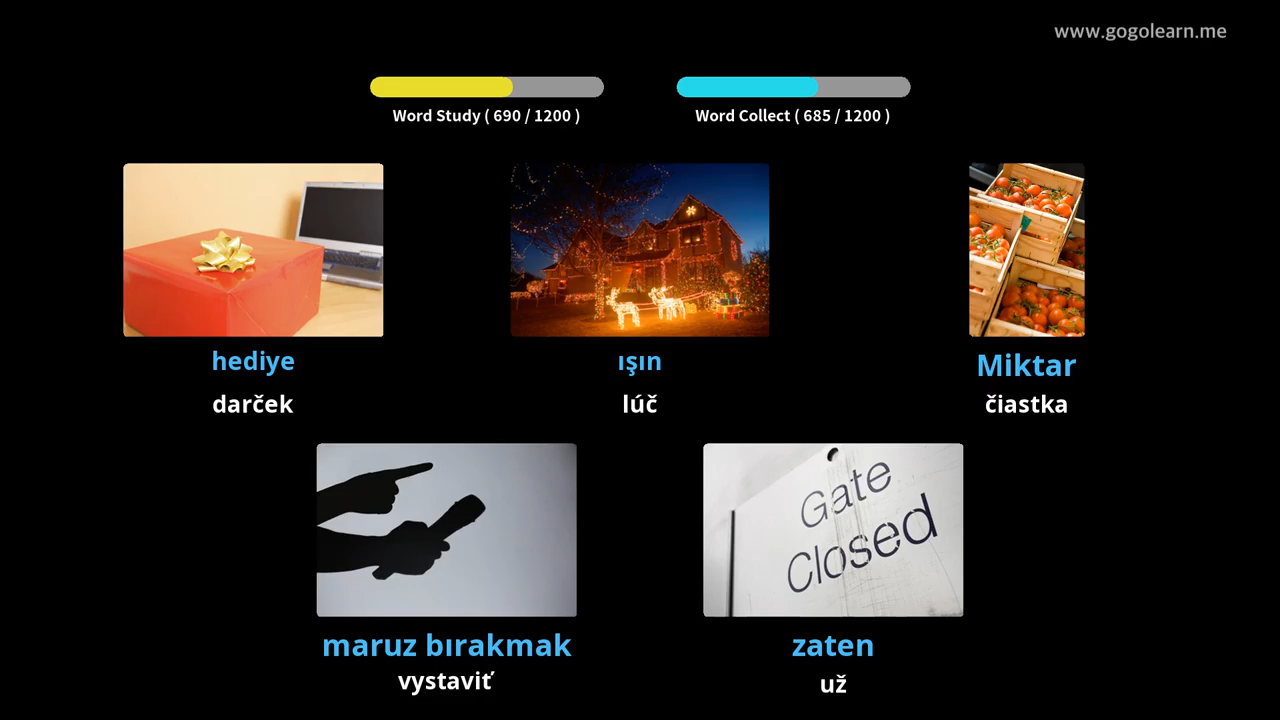 www.gogolearn.me
Word Study ( 690 / 1200 )
Word Collect ( 685 / 1200 )
hediye
darček
ışın
lúč
Miktar
čiastka
Gate
Closed
maruz bırakmak
vystaviť
zaten
už